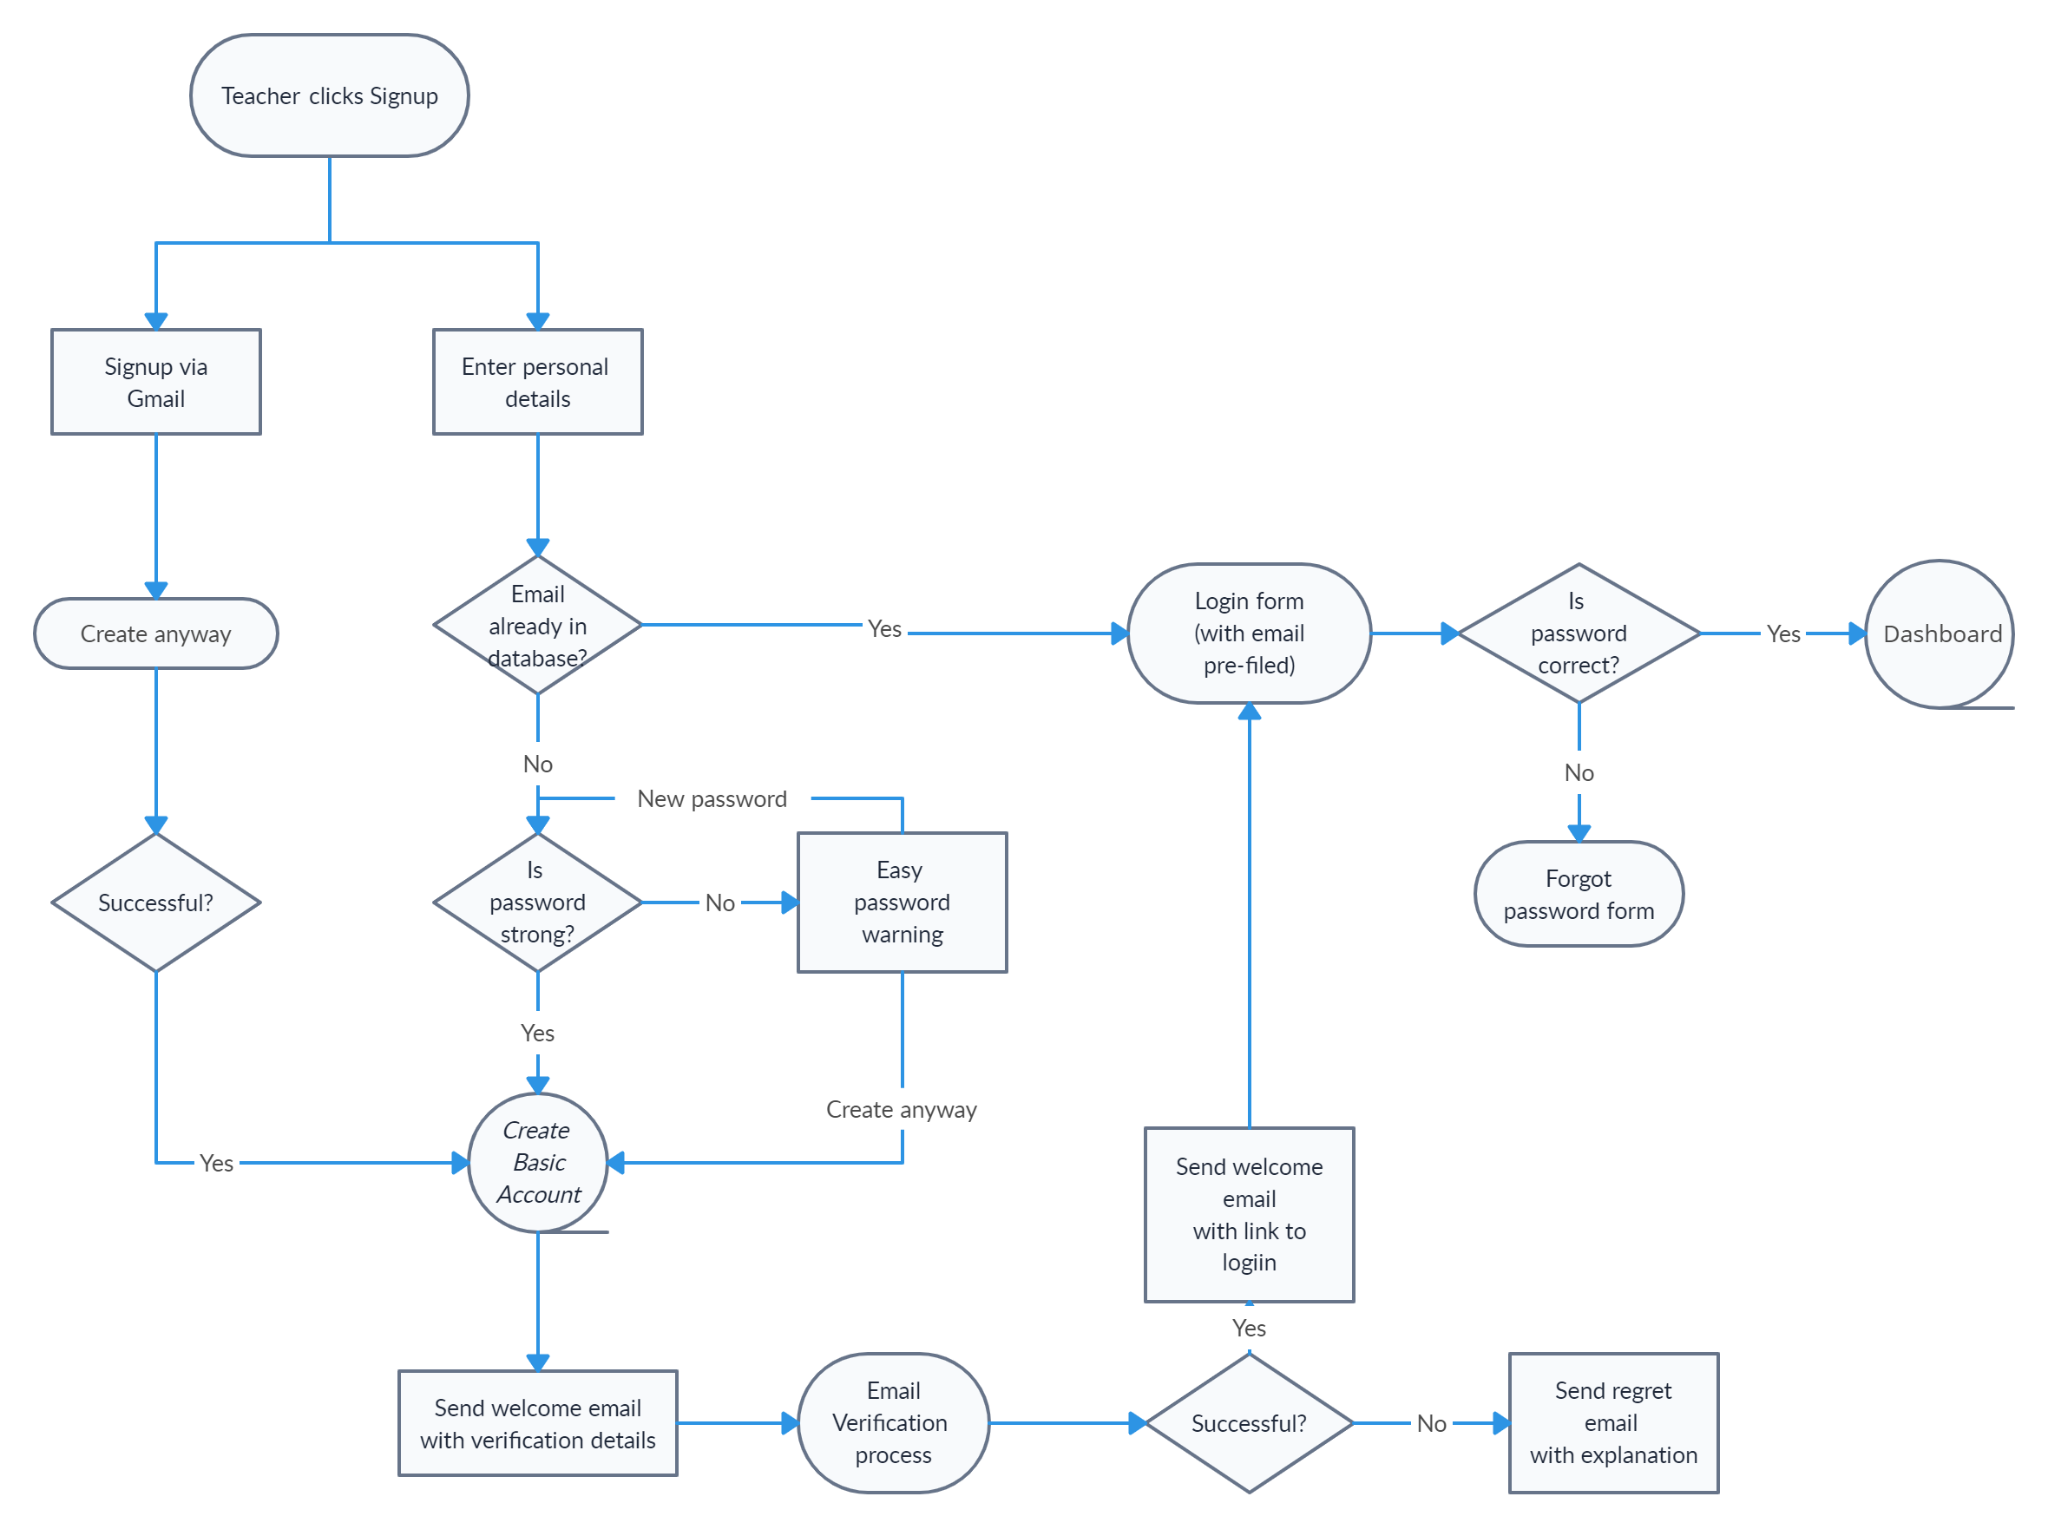 Teacher clicks Signup
Signup via
Gmail
Enter personal
details
Create anyway
Email
already in
database?
Yes
Login form
(with email
pre-filed)
Is
password
correct?
Yes
Dashboard
No
No
New password
Successful?
Is
password
strong?
No
Easy
password
warning
Forgot
password form
Yes
Create anyway
Yes
Create
Basic
Account
Send welcome
email
with link to
logiin
Yes
Send welcome email
with verification details
Email
Verification
process
Successful?
No
Send regret
email
with explanation